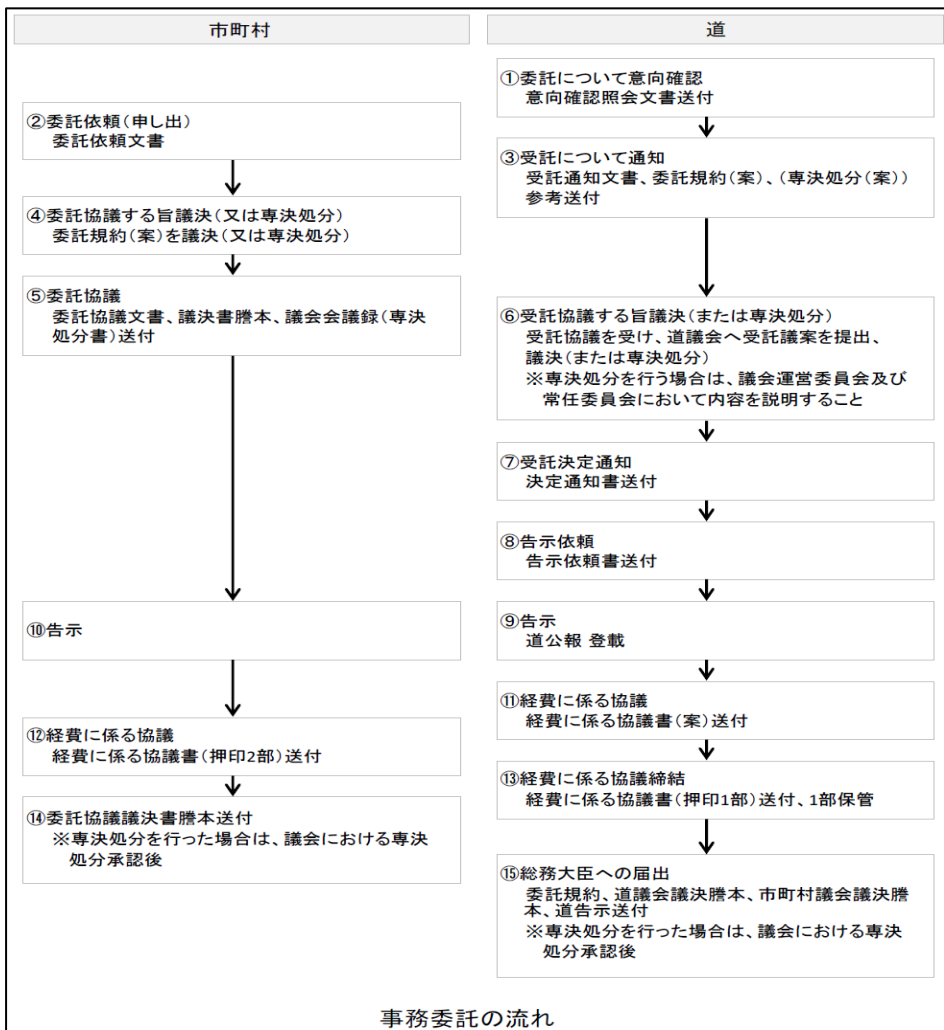 市町村
道
①委託について意向確認
意向確認照会文書送付
②委託依頼(申し出)
委託依頼文書
③受託について通知
受託通知文書、委託規約(案)、(専決処分(案))
参考送付
④委託協議する旨議決(又は専決処分)
委託規約(案)を議決(又は専決処分)
⑤委託協議
委託協議文書、議決書謄本、議会会議録(専決
処分書)送付
⑥受託協議する旨議決(または専決処分)
受託協議を受け、道議会へ受託議案を提出、
議決(または専決処分)
※専決処分を行う場合は、議会運営委員会及び
常任委員会において内容を説明すること
⑦受託決定通知
決定通知書送付
⑧告示依頼
告示依頼書送付
⑨告示
道公報 登載
⑩告示
⑪経費に係る協議
経費に係る協議書(案)送付
⑫経費に係る協議
経費に係る協議書(押印2部)送付
⑬経費に係る協議締結
経費に係る協議書(押印1部)送付、1部保管
⑭委託協議議決書謄本送付
※専決処分を行った場合は、議会における専決
処分承認後
⑮総務大臣への届出
委託規約、道議会議決謄本、市町村議会議決謄
本、道告示送付
※専決処分を行った場合は、議会における専決
処分承認後
事務委託の流れ